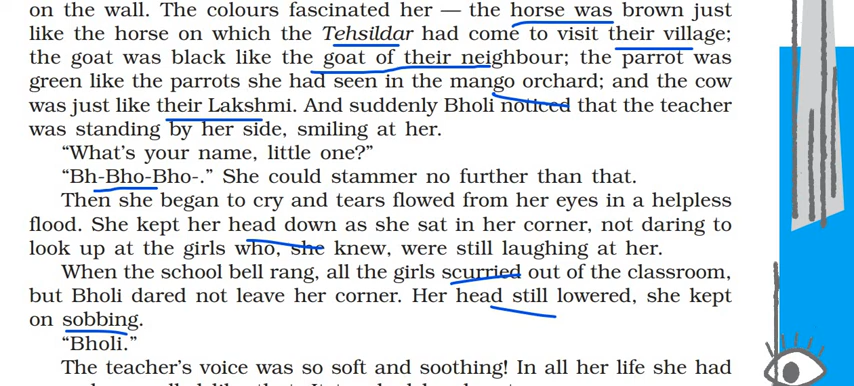 on the wall. The colours fascinated her — the horse was brown just
like the horse on which the Tehsildar had come to visit their village;
the goat was black like the goat of their neighbour; the parrot was
green like the parrots she had seen in the mango orchard; and the cow
was just like their Lakshmi. And suddenly Bholi noticed that the teacher
was standing by her side, smiling at her.
“What’s your name, little one?”
“Bh-Bho-Bho-.” She could stammer no further than that.
Then she began to cry and tears flowed from her eyes in a helpless
flood. She kept her head down as she sat in her corner, not daring to
look up at the girls who, she knew, were still laughing at her.
When the school bell rang, all the girls scurried out of the classroom,
but Bholi dared not leave her corner. Her head still lowered, she kept
on sobbing.
“Bholi.”
The teacher’s voice was so soft and soothing! In all her life she had